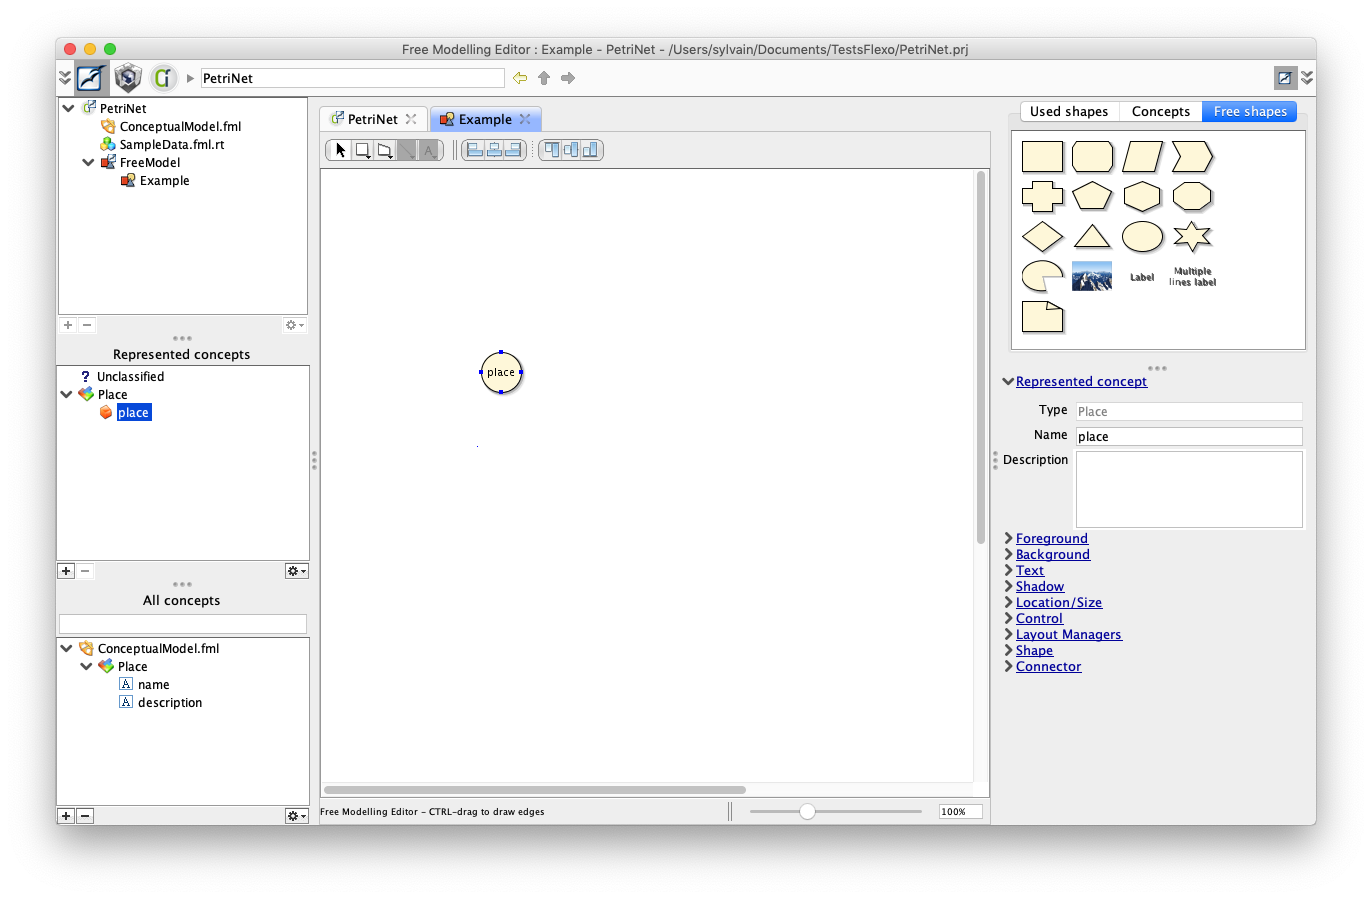 Free Modelling Editor : Example - PetriNet - /Users/sylvain/Documents/TestsFlexo/PetriNet.prj
PetriNet
PetriNet
ConceptualModel.fml
SampleData.fml.rt
FreeModel
Example
Represented concepts
? Unclassified
Place
place
All concepts
ConceptualModel.fml
Place
A name
A description
PetriNet
Example
A
place
Free Modelling Editor - CTRL-drag to draw edges
100%
Used shapes
Concepts
Free shapes
Label
Multiple
lines label
Represented concept
Type
Place
Name
place
Description
Foreground
Background
Text
Shadow
Location/Size
Control
Layout Managers
Shape
Connector